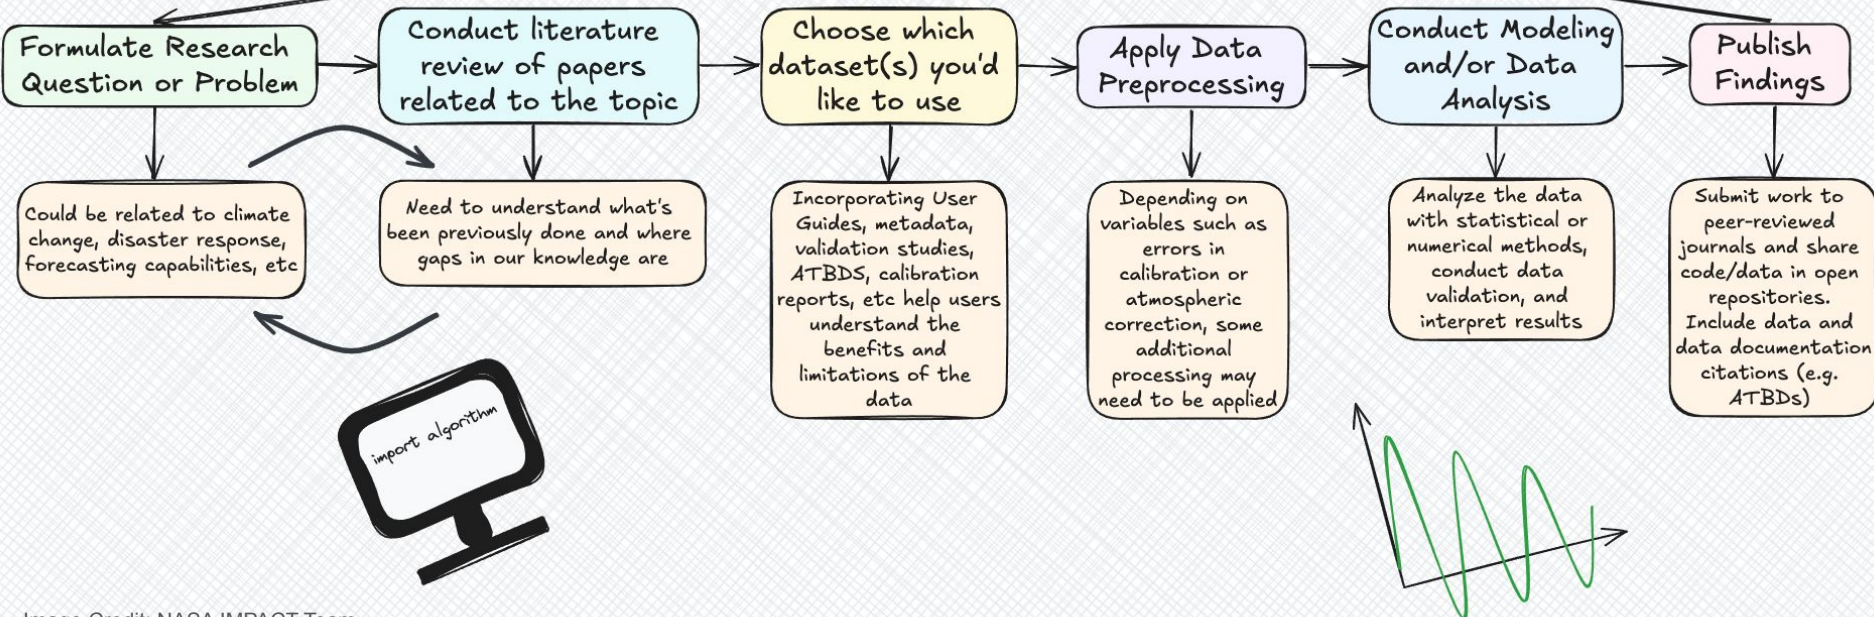 Formulate Research
Question or Problem
Conduct literature
review of papers
related to the topic
Choose which
dataset(s) you'd
like to use
Apply Data
Preprocessing
Conduct Modeling
and/or Data
Analysis
Publish
Findings
Could be related to climate
change, disaster response,
forecasting capabilities, etc
Need to understand what's
been previously done and where
gaps in our knowledge are
Incorporating User
Guides, metadata,
validation studies,
ATBDS, calibration
reports, etc help users
understand the
benefits and
limitations of the
data
Depending on
variables such as
errors in
calibration or
atmospheric
correction, some
additional
processing may
need to be applied
Analyze the data
with statistical or
numerical methods,
conduct data
validation, and
interpret results
Submit work to
peer-reviewed
journals and share
code/data in open
repositories.
Include data and
data documentation
citations (e.g.
ATBDs)
import algorithm
Image Credit: NASA IMPACT Team